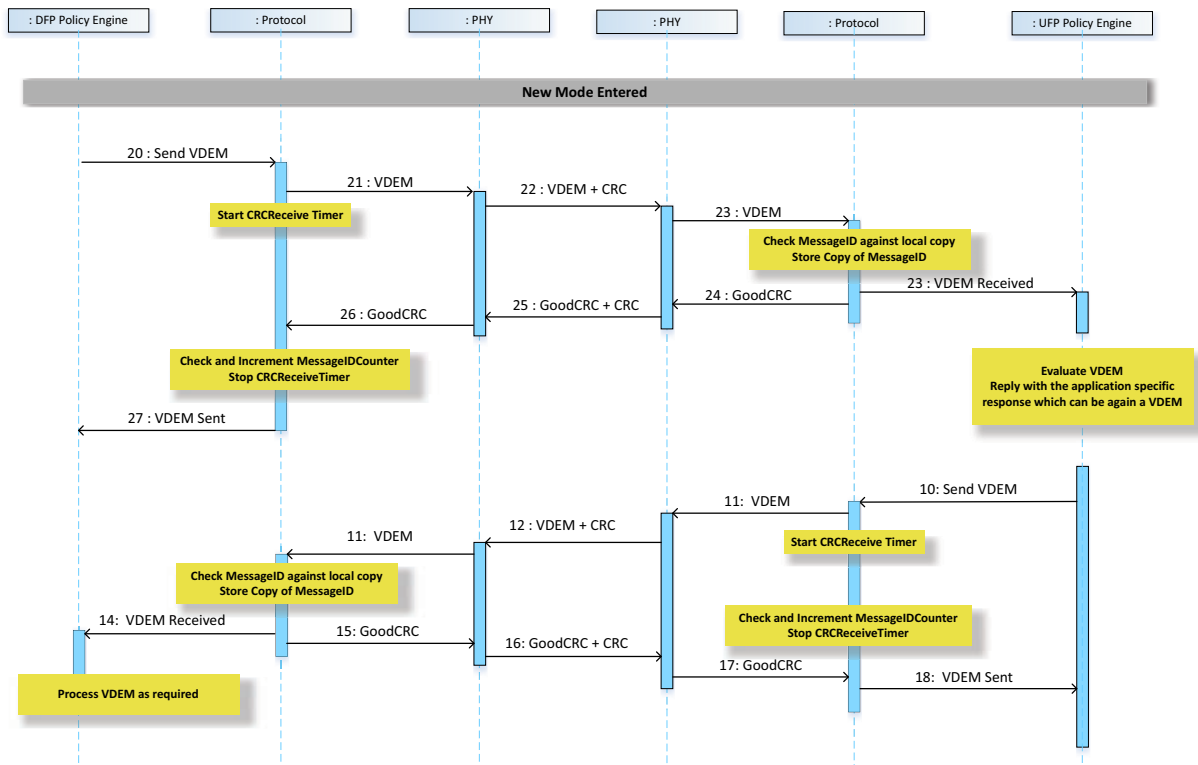 : DFP Policy Engine
: Protocol
: PHY
: PHY
: Protocol
: UFP Policy Engine
New Mode Entered
20 : Send VDEM
21 : VDEM
22 : VDEM + CRC
23 : VDEM
Start CRCReceive Timer
Check MessageID against local copy
Store Copy of MessageID
23 : VDEM Received
24 : GoodCRC
25 : GoodCRC + CRC
26 : GoodCRC
Check and Increment MessageIDCounter
Stop CRCReceiveTimer
Evaluate VDEM
Reply with the application specific
response which can be again a VDEM
27 : VDEM Sent
10: Send VDEM
11: VDEM
12 : VDEM + CRC
11: VDEM
Start CRCReceive Timer
Check MessageID against local copy
Store Copy of MessageID
14: VDEM Received
15: GoodCRC
16: GoodCRC + CRC
Check and Increment MessageIDCounter
Stop CRCReceiveTimer
17: GoodCRC
18: VDEM Sent
Process VDEM as required